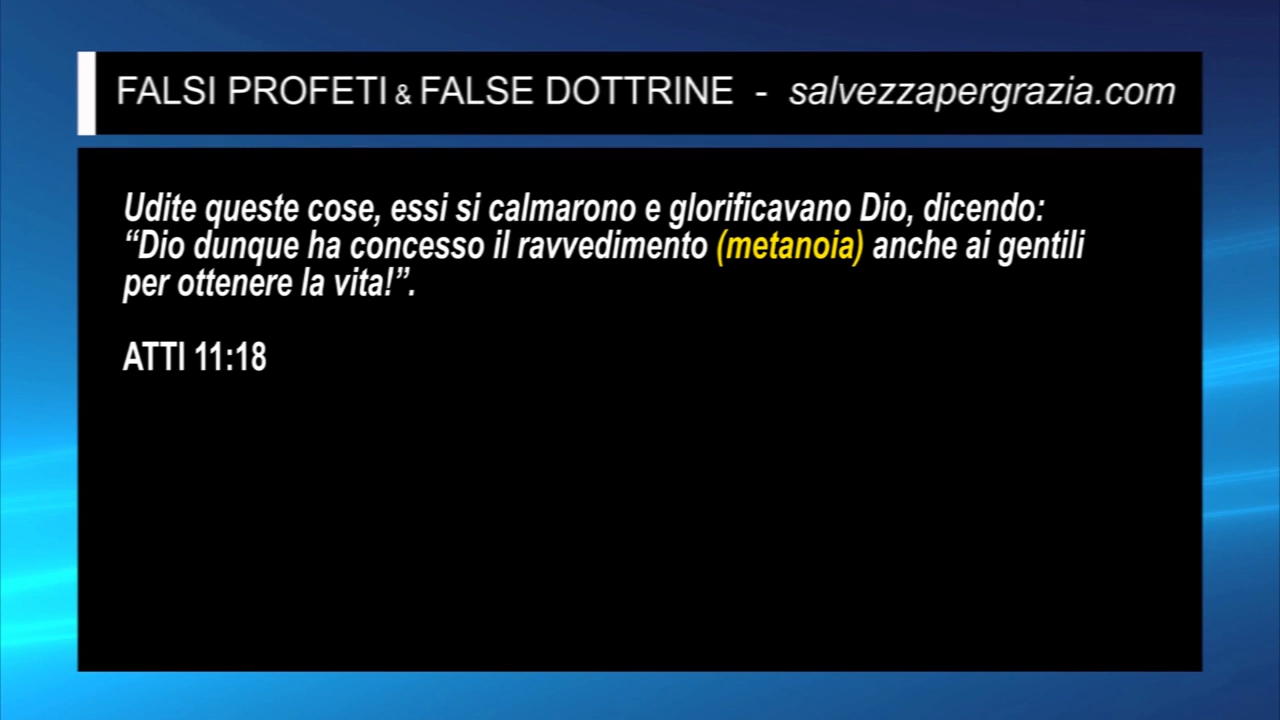 FALSI PROFETI & FALSE DOTTRINE - salvezzapergrazia.com
Udite queste cose, essi si calmarono e glorificavano Dio, dicendo:
“Dio dunque ha concesso il ravvedimento (metanoia) anche ai gentili
per ottenere la vita!”.
ATTI 11:18